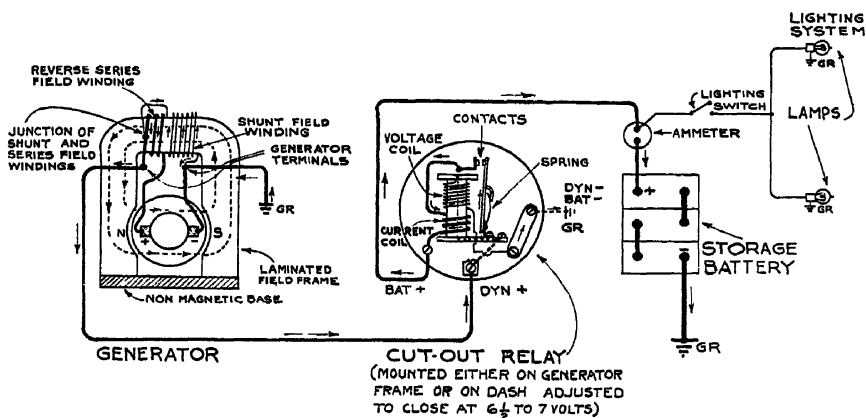 LIGHTING
SYSTEM
GR
LAMPS
GR
LIGHTING
SWITCH
AMMETER
+
-
STORAGE
BATTERY
GR
REVERSE SERIES
FIELD WINDING
JUNCTION OF
SHUNT AND
SERIES FIELD
WINDINGS
SHUNT FIELD
WINDING
GENERATOR
TERMINALS
GR
N
+
-
S
LAMINATED
FIELD FRAME
NON MAGNETIC BASE
GENERATOR
CONTACTS
VOLTAGE
COIL
SPRING
CURRENT
COIL
DYN-
BAT-
GR
BAT +
DYN +
CUT-OUT RELAY
(MOUNTED EITHER ON GENERATOR
FRAME OR ON DASH ADJUSTED
TO CLOSE AT 6½ TO 7 VOLTS)